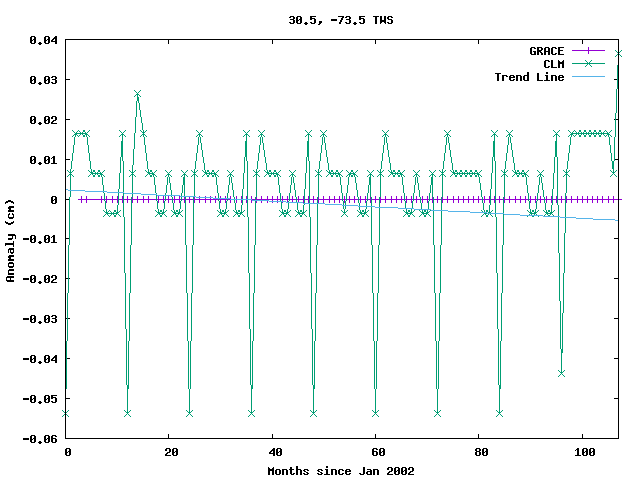 30.5, -73.5 TWS
0.04
0.03
0.02
0.01
0
-0.01
-0.02
-0.03
-0.04
-0.05
-0.06
Anomaly (cm)
GRACE
CLM
Trend Line
0 20 40 60 80 100
Months since Jan 2002